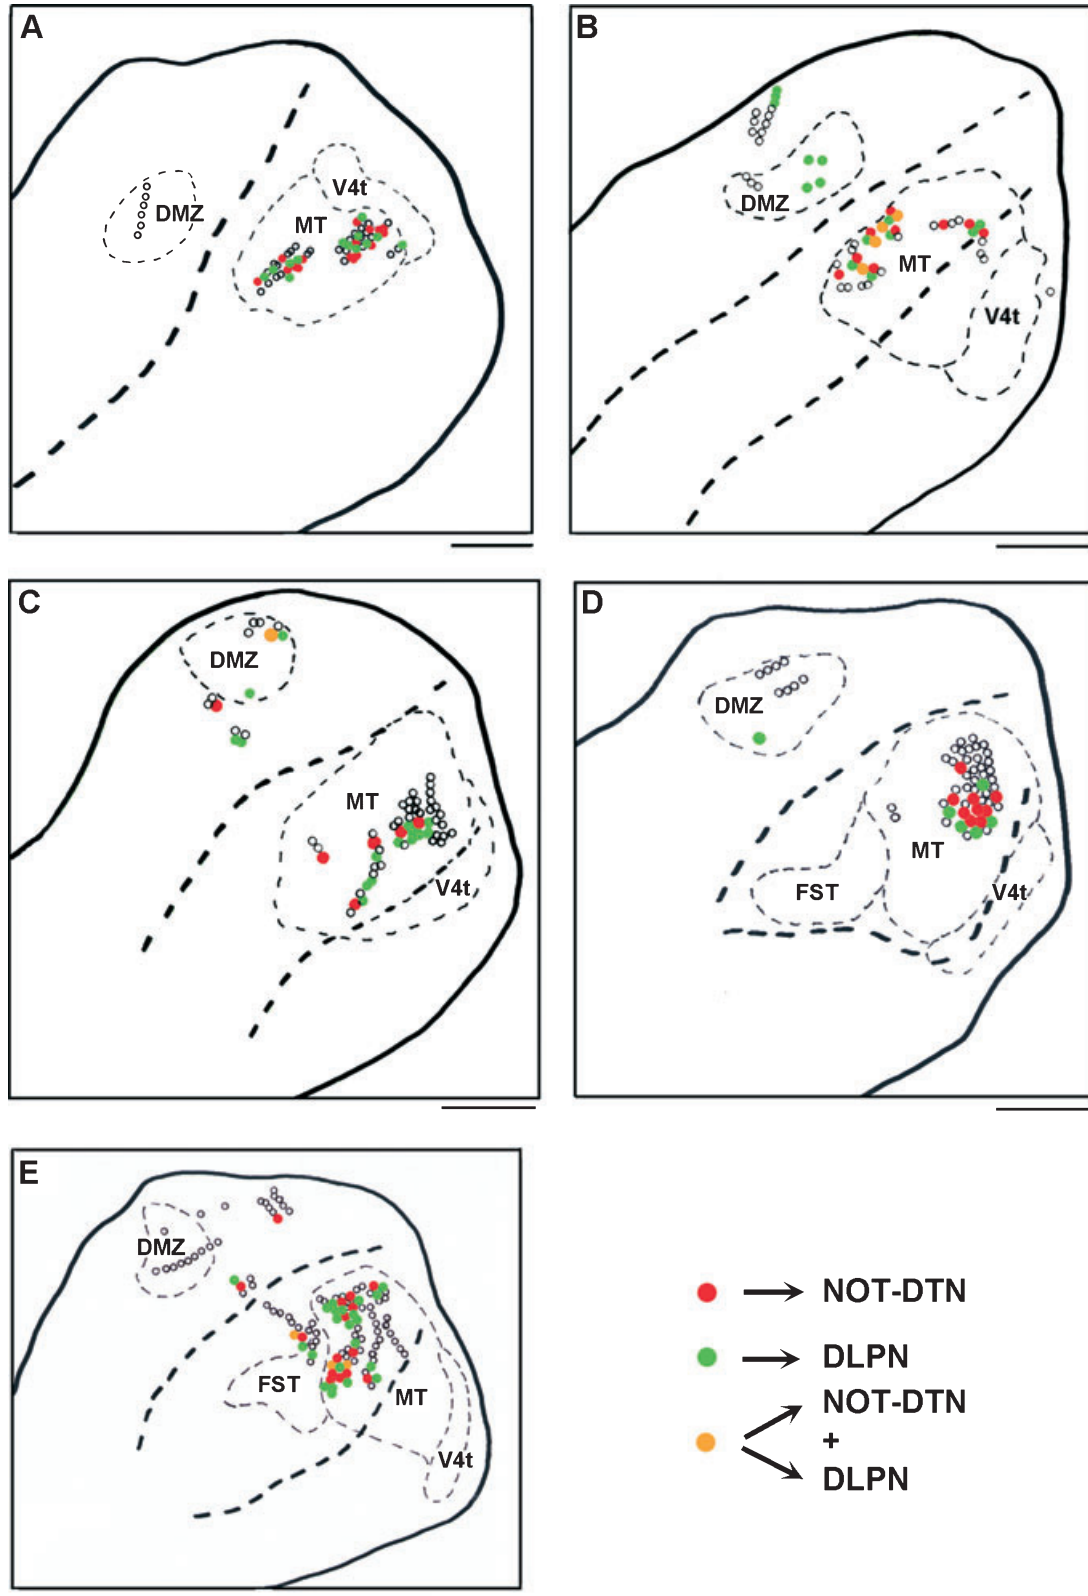 A
V4t
DMZ
MT
B
DMZ
MT
V4t
C
DMZ
MT
V4t
D
DMZ
MT
FST
V4t
E
DMZ
FST
MT
V4t
NOT-DTN
DLPN
NOT-DTN
+
DLPN